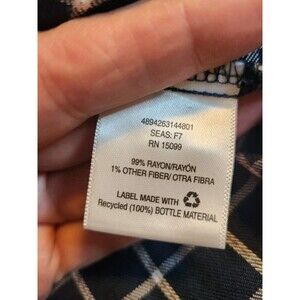 4894263144801
SEAS: F7
RN 15099
99% RAYON/RAYÓN
1% OTHER FIBER/ OTRA FIBRA
LABEL MADE WITH
Recycled (100%) BOTTLE MATERIAL